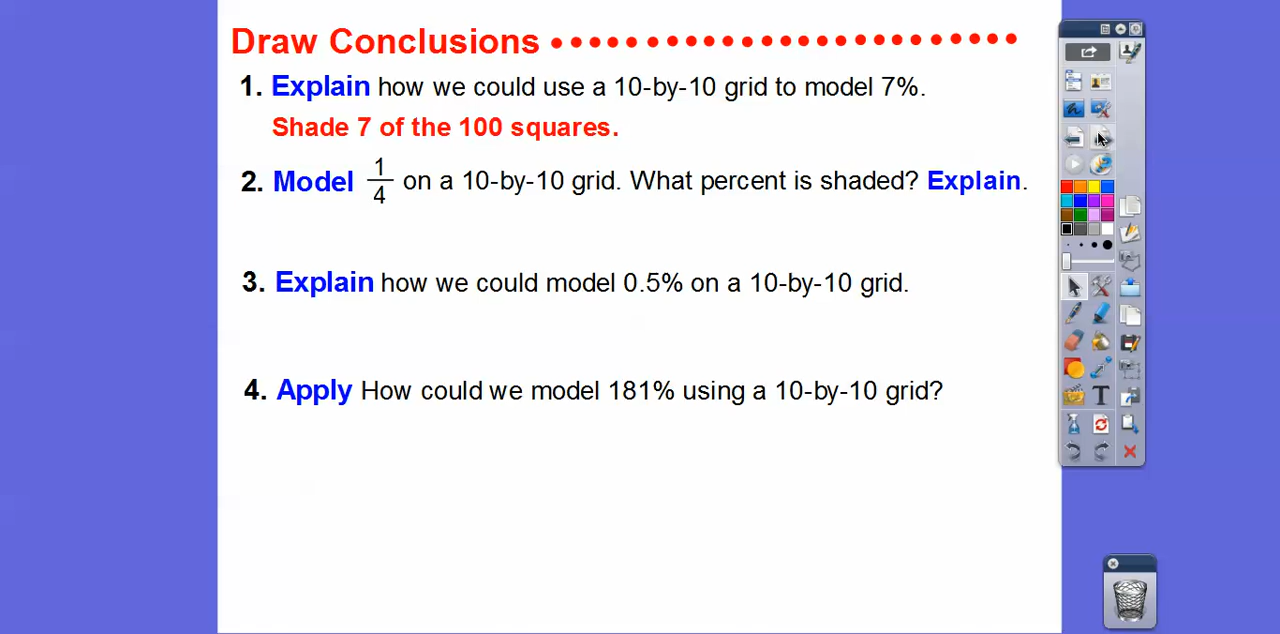 Draw Conclusions
1. Explain how we could use a 10-by-10 grid to model 7%.
Shade 7 of the 100 squares.
2. Model 1/4 on a 10-by-10 grid. What percent is shaded? Explain.
3. Explain how we could model 0.5% on a 10-by-10 grid.
4. Apply How could we model 181% using a 10-by-10 grid?